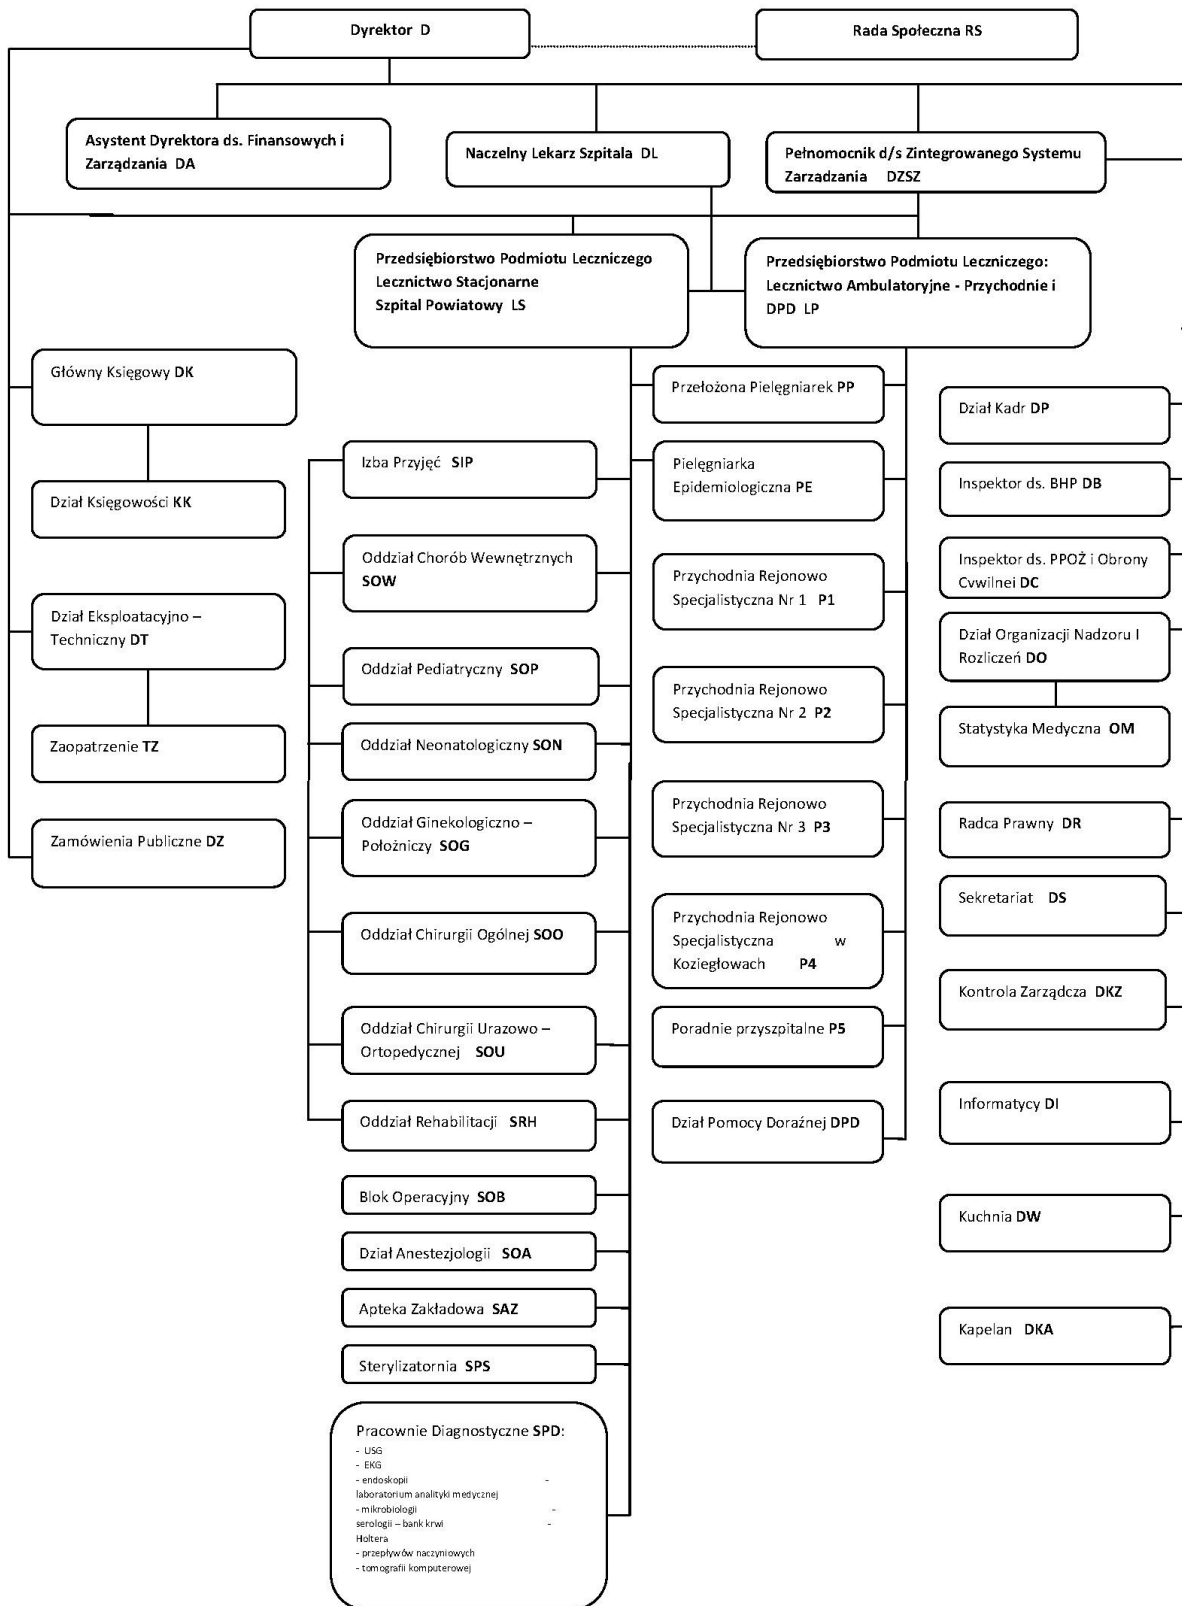 Dyrektor D
Rada Społeczna RS
Asystent Dyrektora ds. Finansowych i
Zarządzania DA
Naczelny Lekarz Szpitala DL
Pełnomocnik d/s Zintegrowanego Systemu
Zarzadzania DZSZ
Przedsiębiorstwo Podmiotu Leczniczego
Lecznictwo Stacjonarne
Szpital Powiatowy LS
Przedsiębiorstwo Podmiotu Leczniczego:
Lecznictwo Ambulatoryjne - Przychodnie i
DPD LP
Główny Księgowy DK
Dział Księgowości KK
Dział Eksploatacyjno –
Techniczny DT
Zaopatrzenie TZ
Zamówienia Publiczne DZ
Izba Przyjęć SIP
Oddział Chorób Wewnętrznych
SOW
Oddział Pediatryczny SOP
Oddział Neonatologiczny SON
Oddział Ginekologiczno –
Położniczy SOG
Oddział Chirurgii Ogólnej SOO
Oddział Chirurgii Urazowo –
Ortopedycznej SOU
Oddział Rehabilitacji SRH
Blok Operacyjny SOB
Dział Anestezjologii SOA
Apteka Zakładowa SAZ
Sterylizatornia SPS
Pracownie Diagnostyczne SPD:
- USG
- EKG
- endoskopii -
laboratorium analityki medycznej
- mikrobiologii -
serologii – bank krwi -
Holtera
- przepływów naczyniowych
- tomografii komputerowej
Przełożona Pielęgniarek PP
Pielęgniarka
Epidemiologiczna PE
Przychodnia Rejonowo
Specjalistyczna Nr 1 P1
Przychodnia Rejonowo
Specjalistyczna Nr 2 P2
Przychodnia Rejonowo
Specjalistyczna Nr 3 P3
Przychodnia Rejonowo
Specjalistyczna w
Koziegłowach P4
Poradnie przyszpitalne P5
Dział Pomocy Doraźnej DPD
Dział Kadr DP
Inspektor ds. BHP DB
Inspektor ds. PPOŻ i Obrony
Cvwilnei DC
Dział Organizacji Nadzoru I
Rozliczeń DO
Statystyka Medyczna OM
Radca Prawny DR
Sekretariat DS
Kontrola Zarządcza DKZ
Informatycy DI
Kuchnia DW
Kapelan DKA